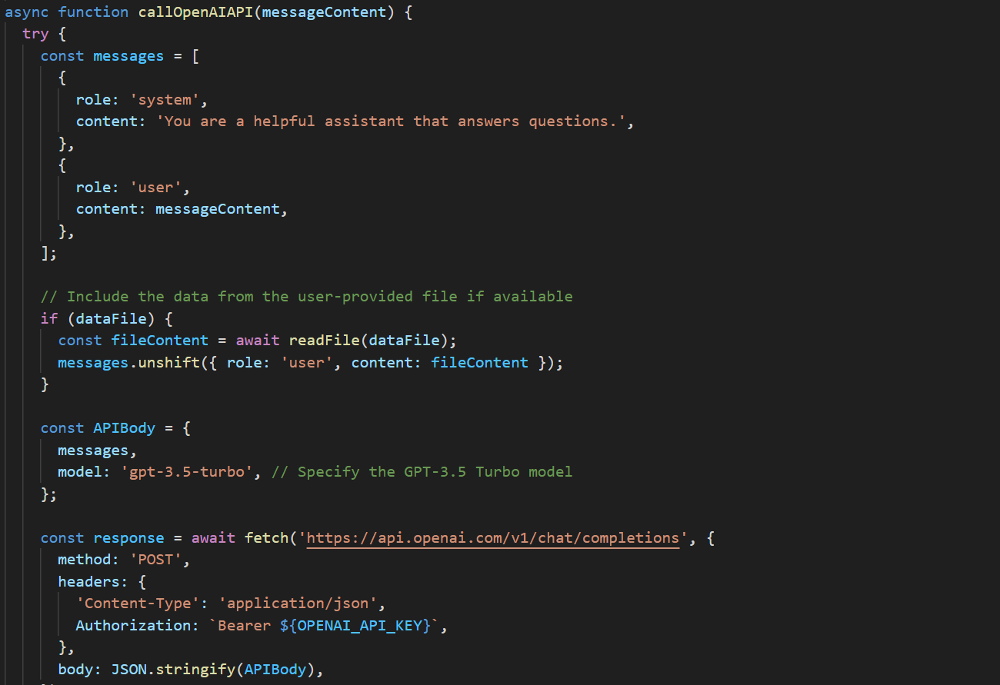 async function callOpenAIAPI(messageContent) {
  try {
    const messages = [
      {
        role: 'system',
        content: 'You are a helpful assistant that answers questions.',
      },
      {
        role: 'user',
        content: messageContent,
      },
    ];

    // Include the data from the user-provided file if available
    if (dataFile) {
      const fileContent = await readFile(dataFile);
      messages.unshift({ role: 'user', content: fileContent });
    }

    const APIBody = {
      messages,
      model: 'gpt-3.5-turbo', // Specify the GPT-3.5 Turbo model
    };

    const response = await fetch('https://api.openai.com/v1/chat/completions', {
      method: 'POST',
      headers: {
        'Content-Type': 'application/json',
        Authorization: `Bearer ${OPENAI_API_KEY}`,
      },
      body: JSON.stringify(APIBody),